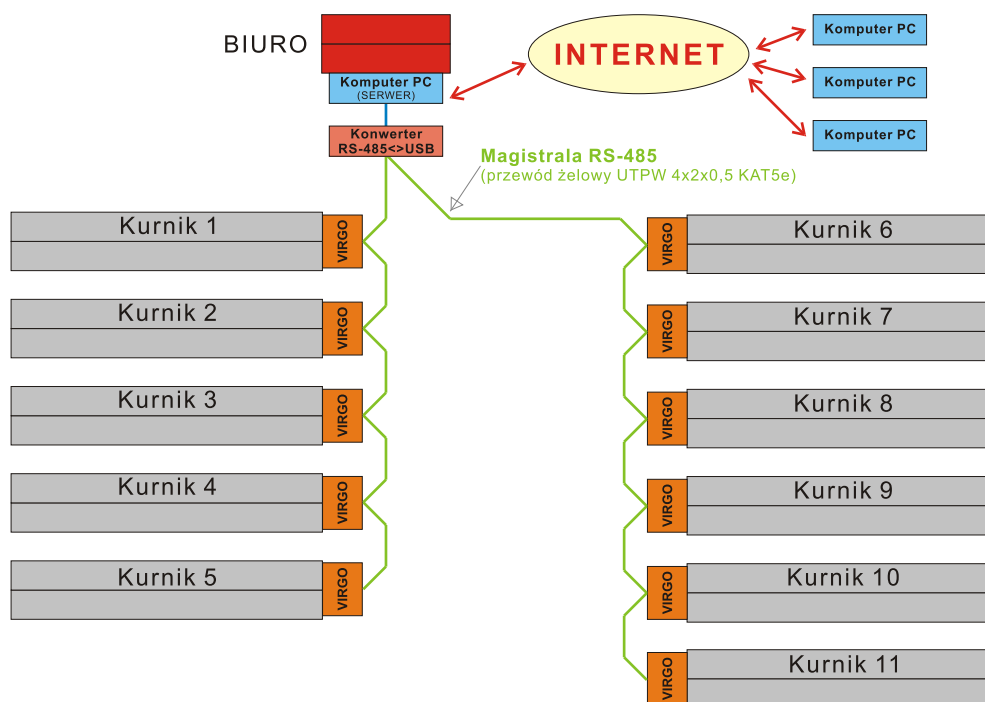 BIURO
INTERNET
Komputer PC
Komputer PC
(SERWER)
Komputer PC
Komputer PC
Konwerter
RS-485<>USB
Magistrala RS-485
(przewód żelowy UTPW 4x2x0,5 KAT5e)
Kurnik 1
VIRGO
Kurnik 2
VIRGO
Kurnik 3
VIRGO
Kurnik 4
VIRGO
Kurnik 5
VIRGO
VIRGO
Kurnik 6
VIRGO
Kurnik 7
VIRGO
Kurnik 8
VIRGO
Kurnik 9
VIRGO
Kurnik 10
VIRGO
Kurnik 11